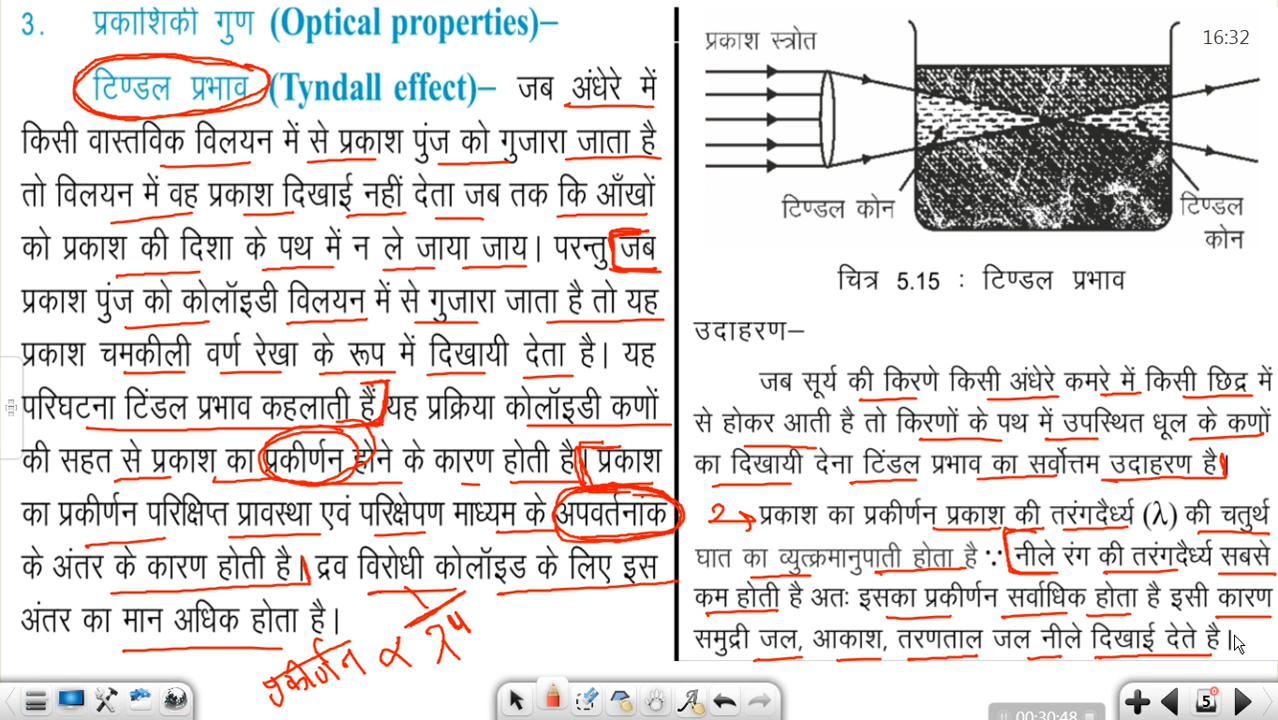 3. प्रकाशिकी गुण (Optical properties)–
टिण्डल प्रभाव (Tyndall effect)– जब अंधेरे में
किसी वास्तविक विलयन में से प्रकाश पुंज को गुजारा जाता है
तो विलयन में वह प्रकाश दिखाई नहीं देता जब तक कि आँखों
को प्रकाश की दिशा के पथ में न ले जाया जाय। परन्तु जब
प्रकाश पुंज को कोलॉइडी विलयन में से गुजारा जाता है तो यह
प्रकाश चमकीली वर्ण रेखा के रूप में दिखायी देता है। यह
परिघटना टिंडल प्रभाव कहलाती हैं यह प्रक्रिया कोलॉइडी कणों
की सहत से प्रकाश का प्रकीर्णन होने के कारण होती है। प्रकाश
का प्रकीर्णन परिक्षिप्त प्रावस्था एवं परिक्षेपण माध्यम के अपवर्तनाक
के अंतर के कारण होती है। द्रव विरोधी कोलॉइड के लिए इस
अंतर का मान अधिक होता है।
प्रकीर्णन ∝ 1/λ⁴
16:32
प्रकाश स्त्रोत
टिण्डल कोन
टिण्डल
कोन
चित्र 5.15 : टिण्डल प्रभाव
उदाहरण–
जब सूर्य की किरणे किसी अंधेरे कमरे में किसी छिद्र में
से होकर आती है तो किरणों के पथ में उपस्थित धूल के कणों
का दिखायी देना टिंडल प्रभाव का सर्वोत्तम उदाहरण है।
2→ प्रकाश का प्रकीर्णन प्रकाश की तरंगदैर्ध्य (λ) की चतुर्थ
घात का व्युत्क्रमानुपाती होता है ∵ नीले रंग की तरंगदैर्ध्य सबसे
कम होती है अतः इसका प्रकीर्णन सर्वाधिक होता है इसी कारण
समुद्री जल, आकाश, तरणताल जल नीले दिखाई देते है।
5
00:30:48